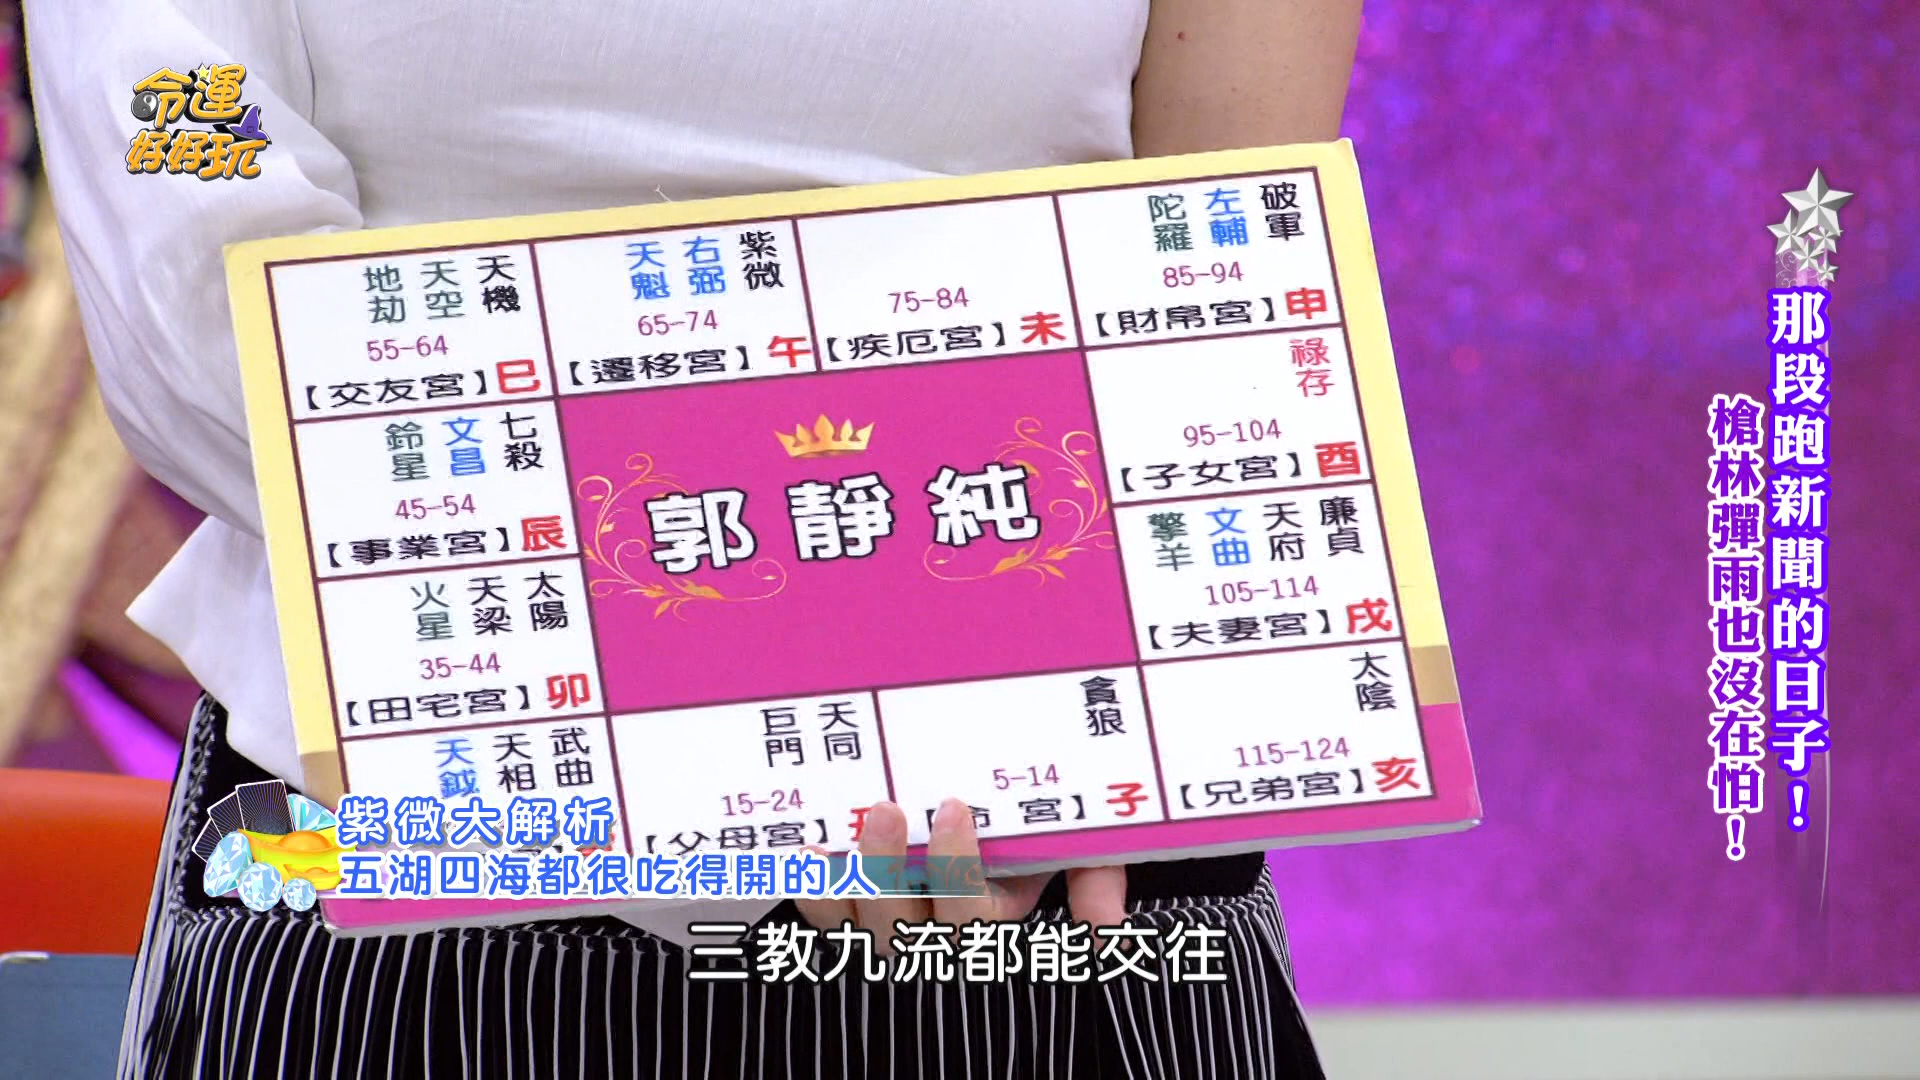 命運
好好玩
那段跑新聞的日子！
槍林彈雨也沒在怕！
天機
天空
地劫
55-64
【交友宮】巳
紫微
右弼
天魁
65-74
【遷移宮】午
75-84
【疾厄宮】未
破軍
左輔
陀羅
85-94
【財帛宮】申
七殺
文昌
鈴星
45-54
【事業宮】辰
郭靜純
祿存
95-104
【子女宮】酉
太陽
天梁
火星
35-44
【田宅宮】卯
廉貞
天府
文曲
擎羊
105-114
【夫妻宮】戌
武曲
天相
天鉞
天同
巨門
15-24
【父母宮】
貪狼
5-14
【命宮】子
太陰
115-124
【兄弟宮】亥
紫微大解析
五湖四海都很吃得開的人
三教九流都能交往